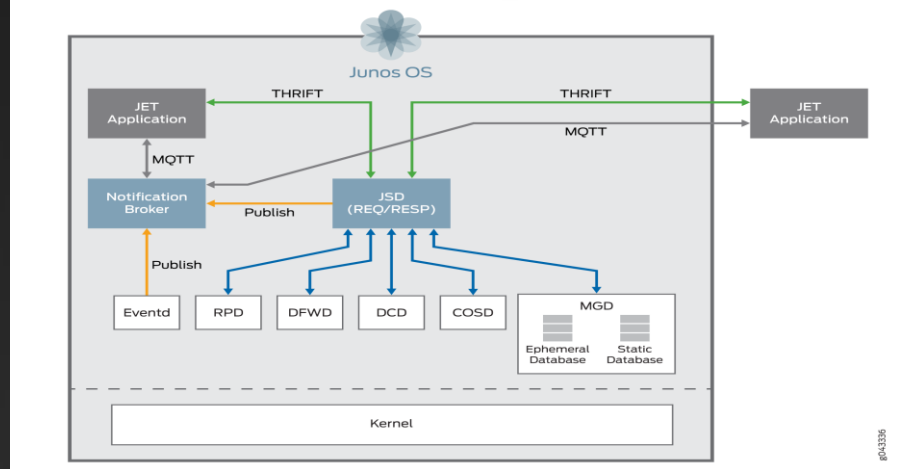 Junos OS
THRIFT
THRIFT
JET
Application
JET
Application
MQTT
MQTT
Notification
Broker
JSD
(REQ/RESP)
Publish
Publish
Eventd
RPD
DFWD
DCD
COSD
MGD
Ephemeral
Database
Static
Database
Kernel
g043336